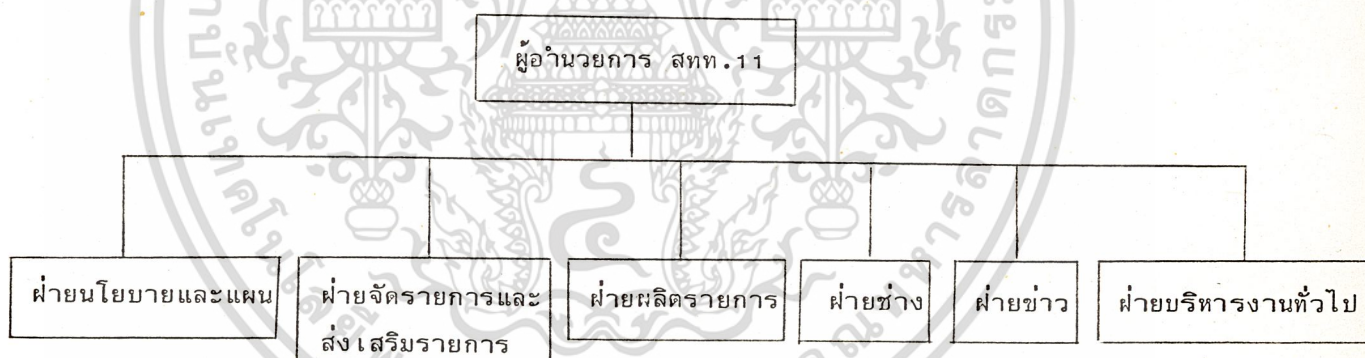 ผู้อำนวยการ สทท.11
ฝ่ายนโยบายและแผน
ฝ่ายจัดรายการและ
ส่งเสริมรายการ
ฝ่ายผลิตรายการ
ฝ่ายช่าง
ฝ่ายข่าว
ฝ่ายบริหารงานทั่วไป